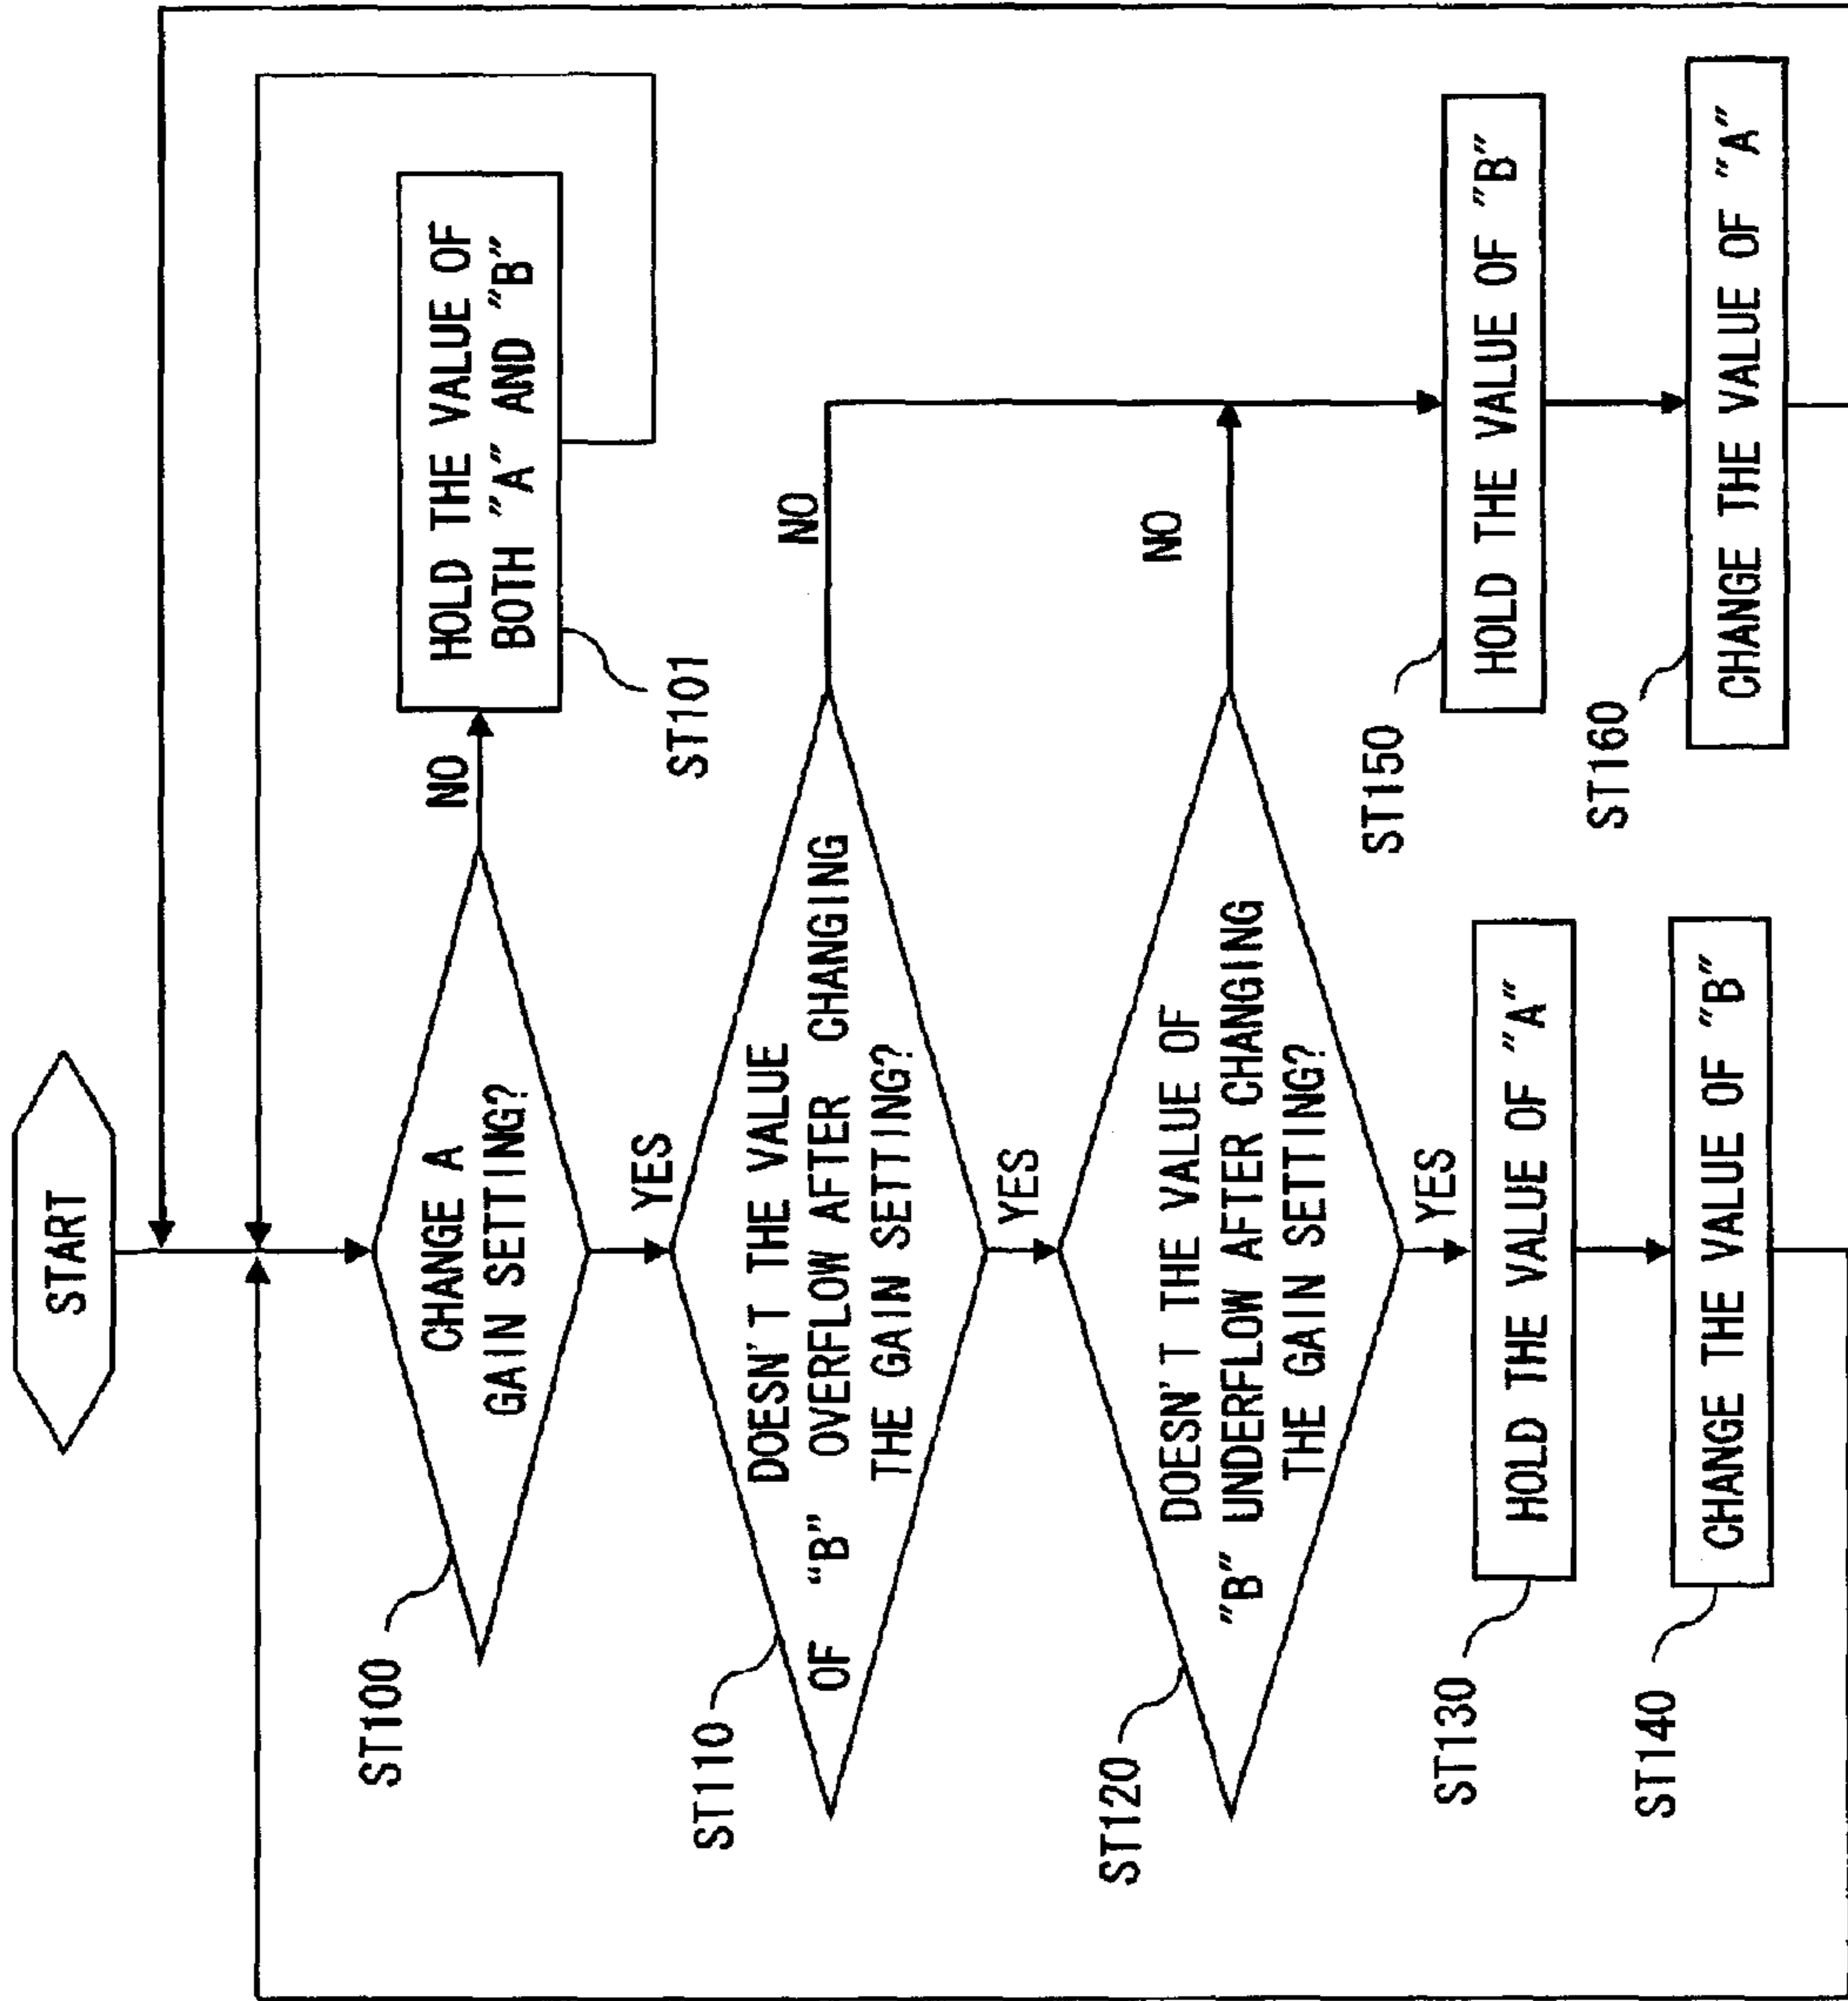 START
CHANGE A
GAIN SETTING?
ST100
NO
HOLD THE VALUE OF
BOTH "A" AND "B"
ST101
YES
DOESN'T THE VALUE
OF "B" OVERFLOW AFTER CHANGING
THE GAIN SETTING?
ST110
NO
YES
DOESN'T THE VALUE OF
"B" UNDERFLOW AFTER CHANGING
THE GAIN SETTING?
ST120
NO
YES
ST130
HOLD THE VALUE OF "A"
ST140
CHANGE THE VALUE OF "B"
ST150
HOLD THE VALUE OF "B"
ST160
CHANGE THE VALUE OF "A"